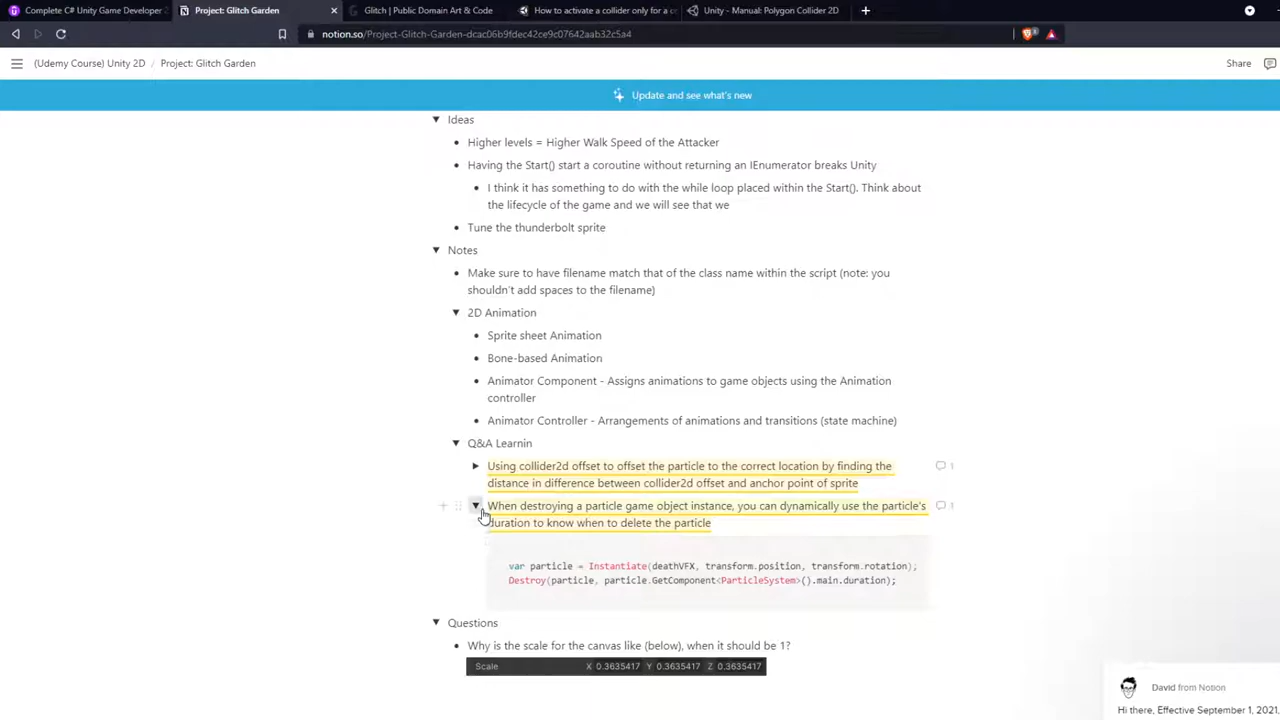 Complete C# Unity Game Developer
Project: Glitch Garden
Glitch | Public Domain Art & Code
How to activate a collider only for a co
Unity - Manual: Polygon Collider 2D
notion.so/Project-Glitch-Garden-dcac06b9fdec42ce9c07642aab32c5a4
(Udemy Course) Unity 2D / Project: Glitch Garden
Share
Update and see what's new
Ideas
Higher levels = Higher Walk Speed of the Attacker
Having the Start() start a coroutine without returning an IEnumerator breaks Unity
I think it has something to do with the while loop placed within the Start(). Think about
the lifecycle of the game and we will see that we
Tune the thunderbolt sprite
Notes
Make sure to have filename match that of the class name within the script (note: you
shouldn't add spaces to the filename)
2D Animation
Sprite sheet Animation
Bone-based Animation
Animator Component - Assigns animations to game objects using the Animation
controller
Animator Controller - Arrangements of animations and transitions (state machine)
Q&A Learnin
Using collider2d offset to offset the particle to the correct location by finding the
distance in difference between collider2d offset and anchor point of sprite
1
When destroying a particle game object instance, you can dynamically use the particle's
duration to know when to delete the particle
1
var particle = Instantiate(deathVFX, transform.position, transform.rotation);
Destroy(particle, particle.GetComponent<ParticleSystem>().main.duration);
Questions
Why is the scale for the canvas like (below), when it should be 1?
Scale X 0.3635417 Y 0.3635417 Z 0.3635417
David from Notion
Hi there, Effective September 1, 2021,